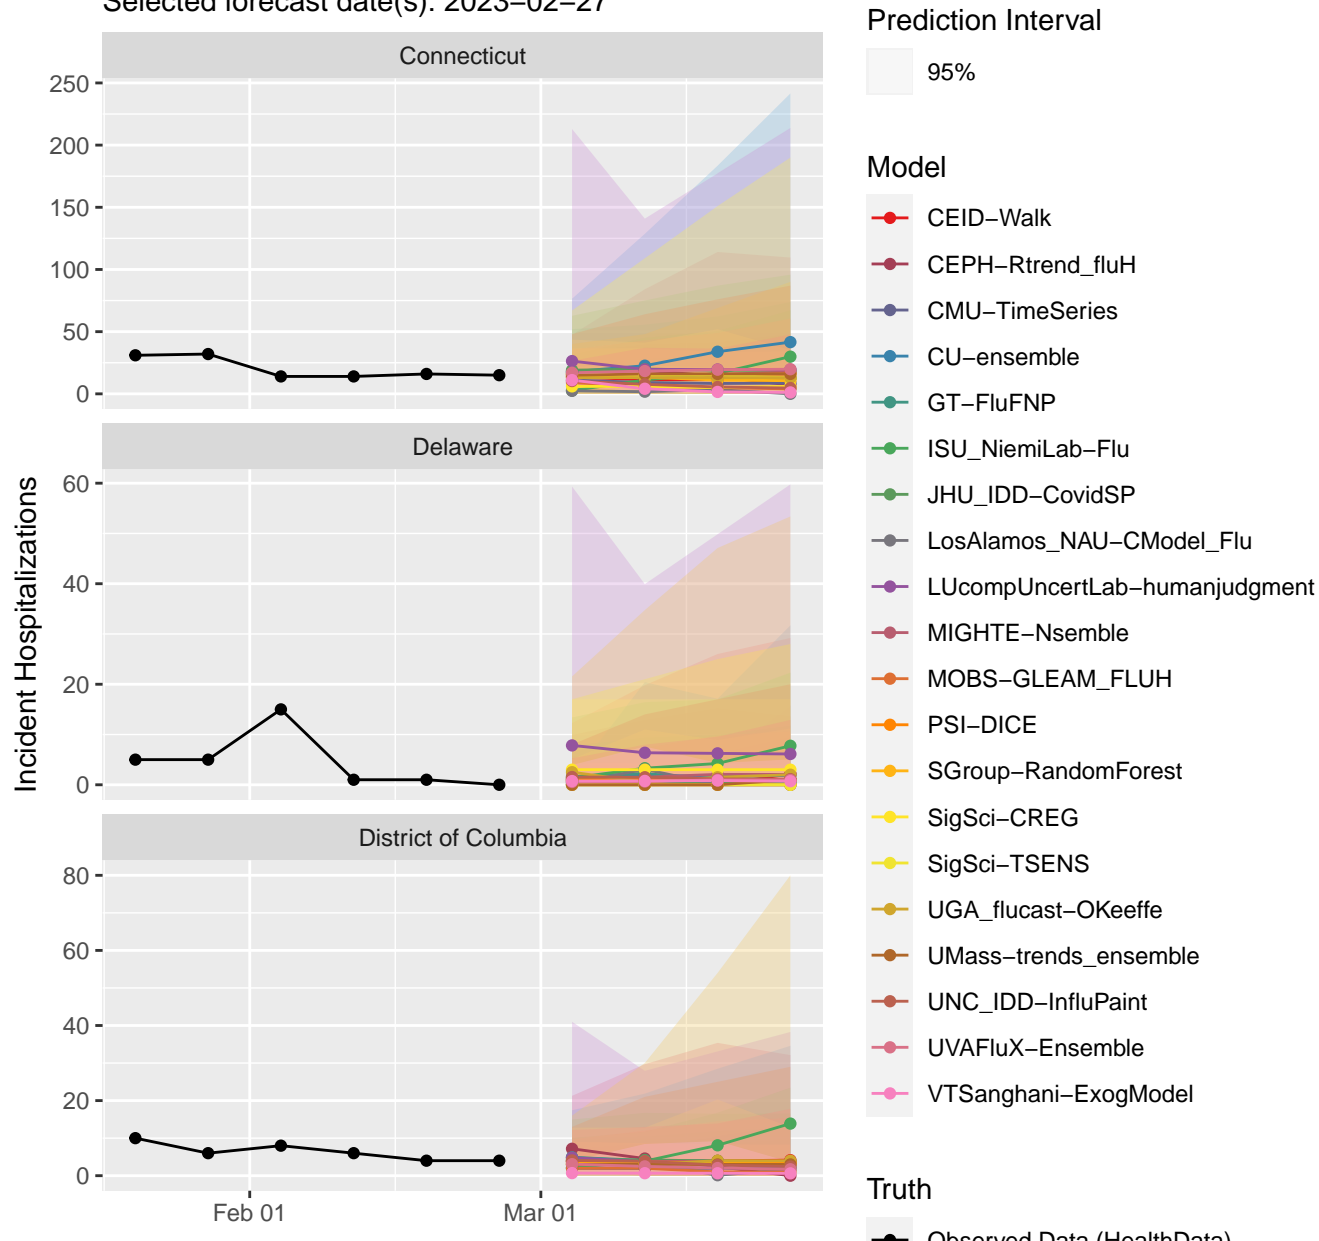 Selected forecast date(s): 2023−02−27
Connecticut
250
200
150
100
50
0
Delaware
60
40
20
0
District of Columbia
80
60
40
20
0
Feb 01
Mar 01
Incident Hospitalizations
Prediction Interval
95%
Model
CEID−Walk
CEPH−Rtrend_fluH
CMU−TimeSeries
CU−ensemble
GT−FluFNP
ISU_NiemiLab−Flu
JHU_IDD−CovidSP
LosAlamos_NAU−CModel_Flu
LUcompUncertLab−humanjudgment
MIGHTE−Nsemble
MOBS−GLEAM_FLUH
PSI−DICE
SGroup−RandomForest
SigSci−CREG
SigSci−TSENS
UGA_flucast−OKeeffe
UMass−trends_ensemble
UNC_IDD−InfluPaint
UVAFluX−Ensemble
VTSanghani−ExogModel
Truth
Observed Data (HealthData)